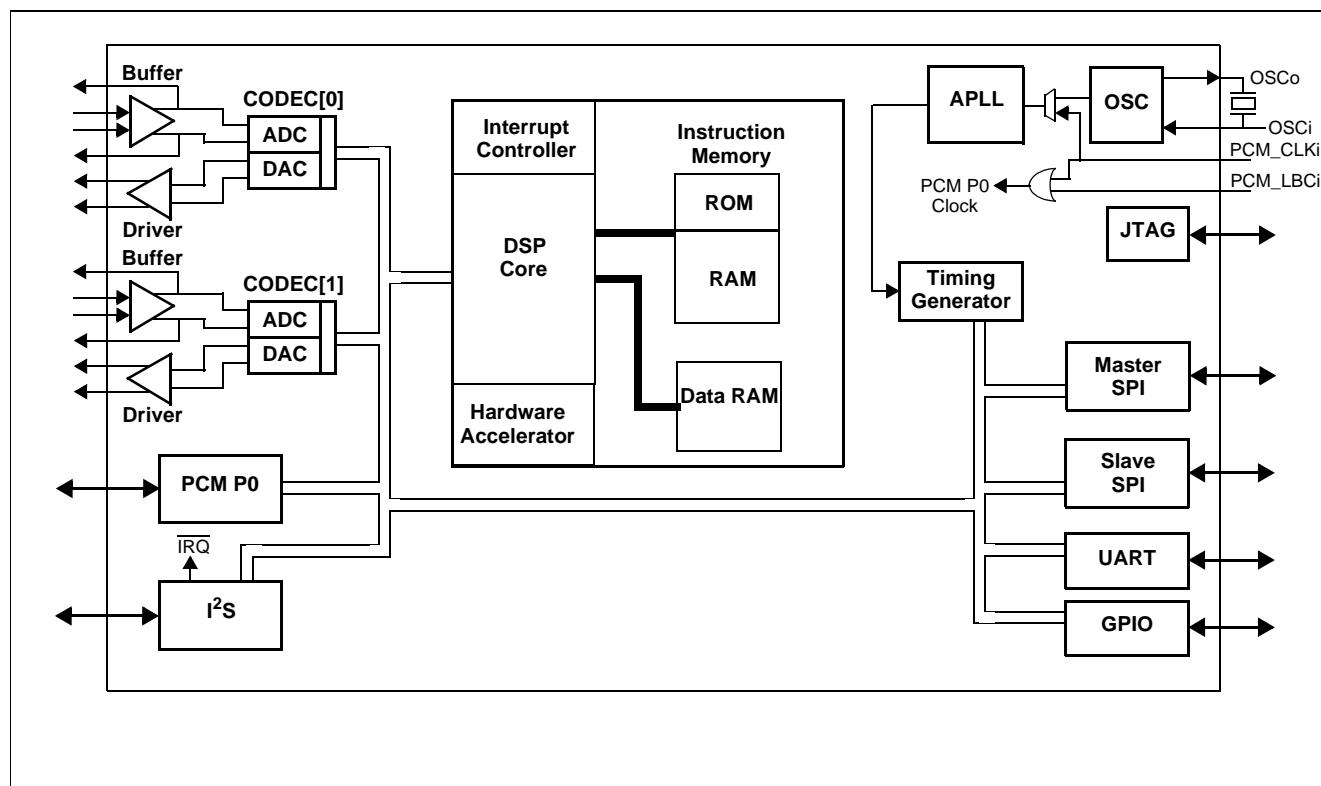 Buffer
CODEC[0]
ADC
DAC
Driver
Buffer
CODEC[1]
ADC
DAC
Driver
PCM P0
IRQ
I²S
Interrupt
Controller
DSP
Core
Hardware
Accelerator
Instruction
Memory
ROM
RAM
Data RAM
APLL
OSC
OSCo
OSCi
PCM_CLKi
PCM_LBCi
PCM P0
Clock
JTAG
Timing
Generator
Master
SPI
Slave
SPI
UART
GPIO